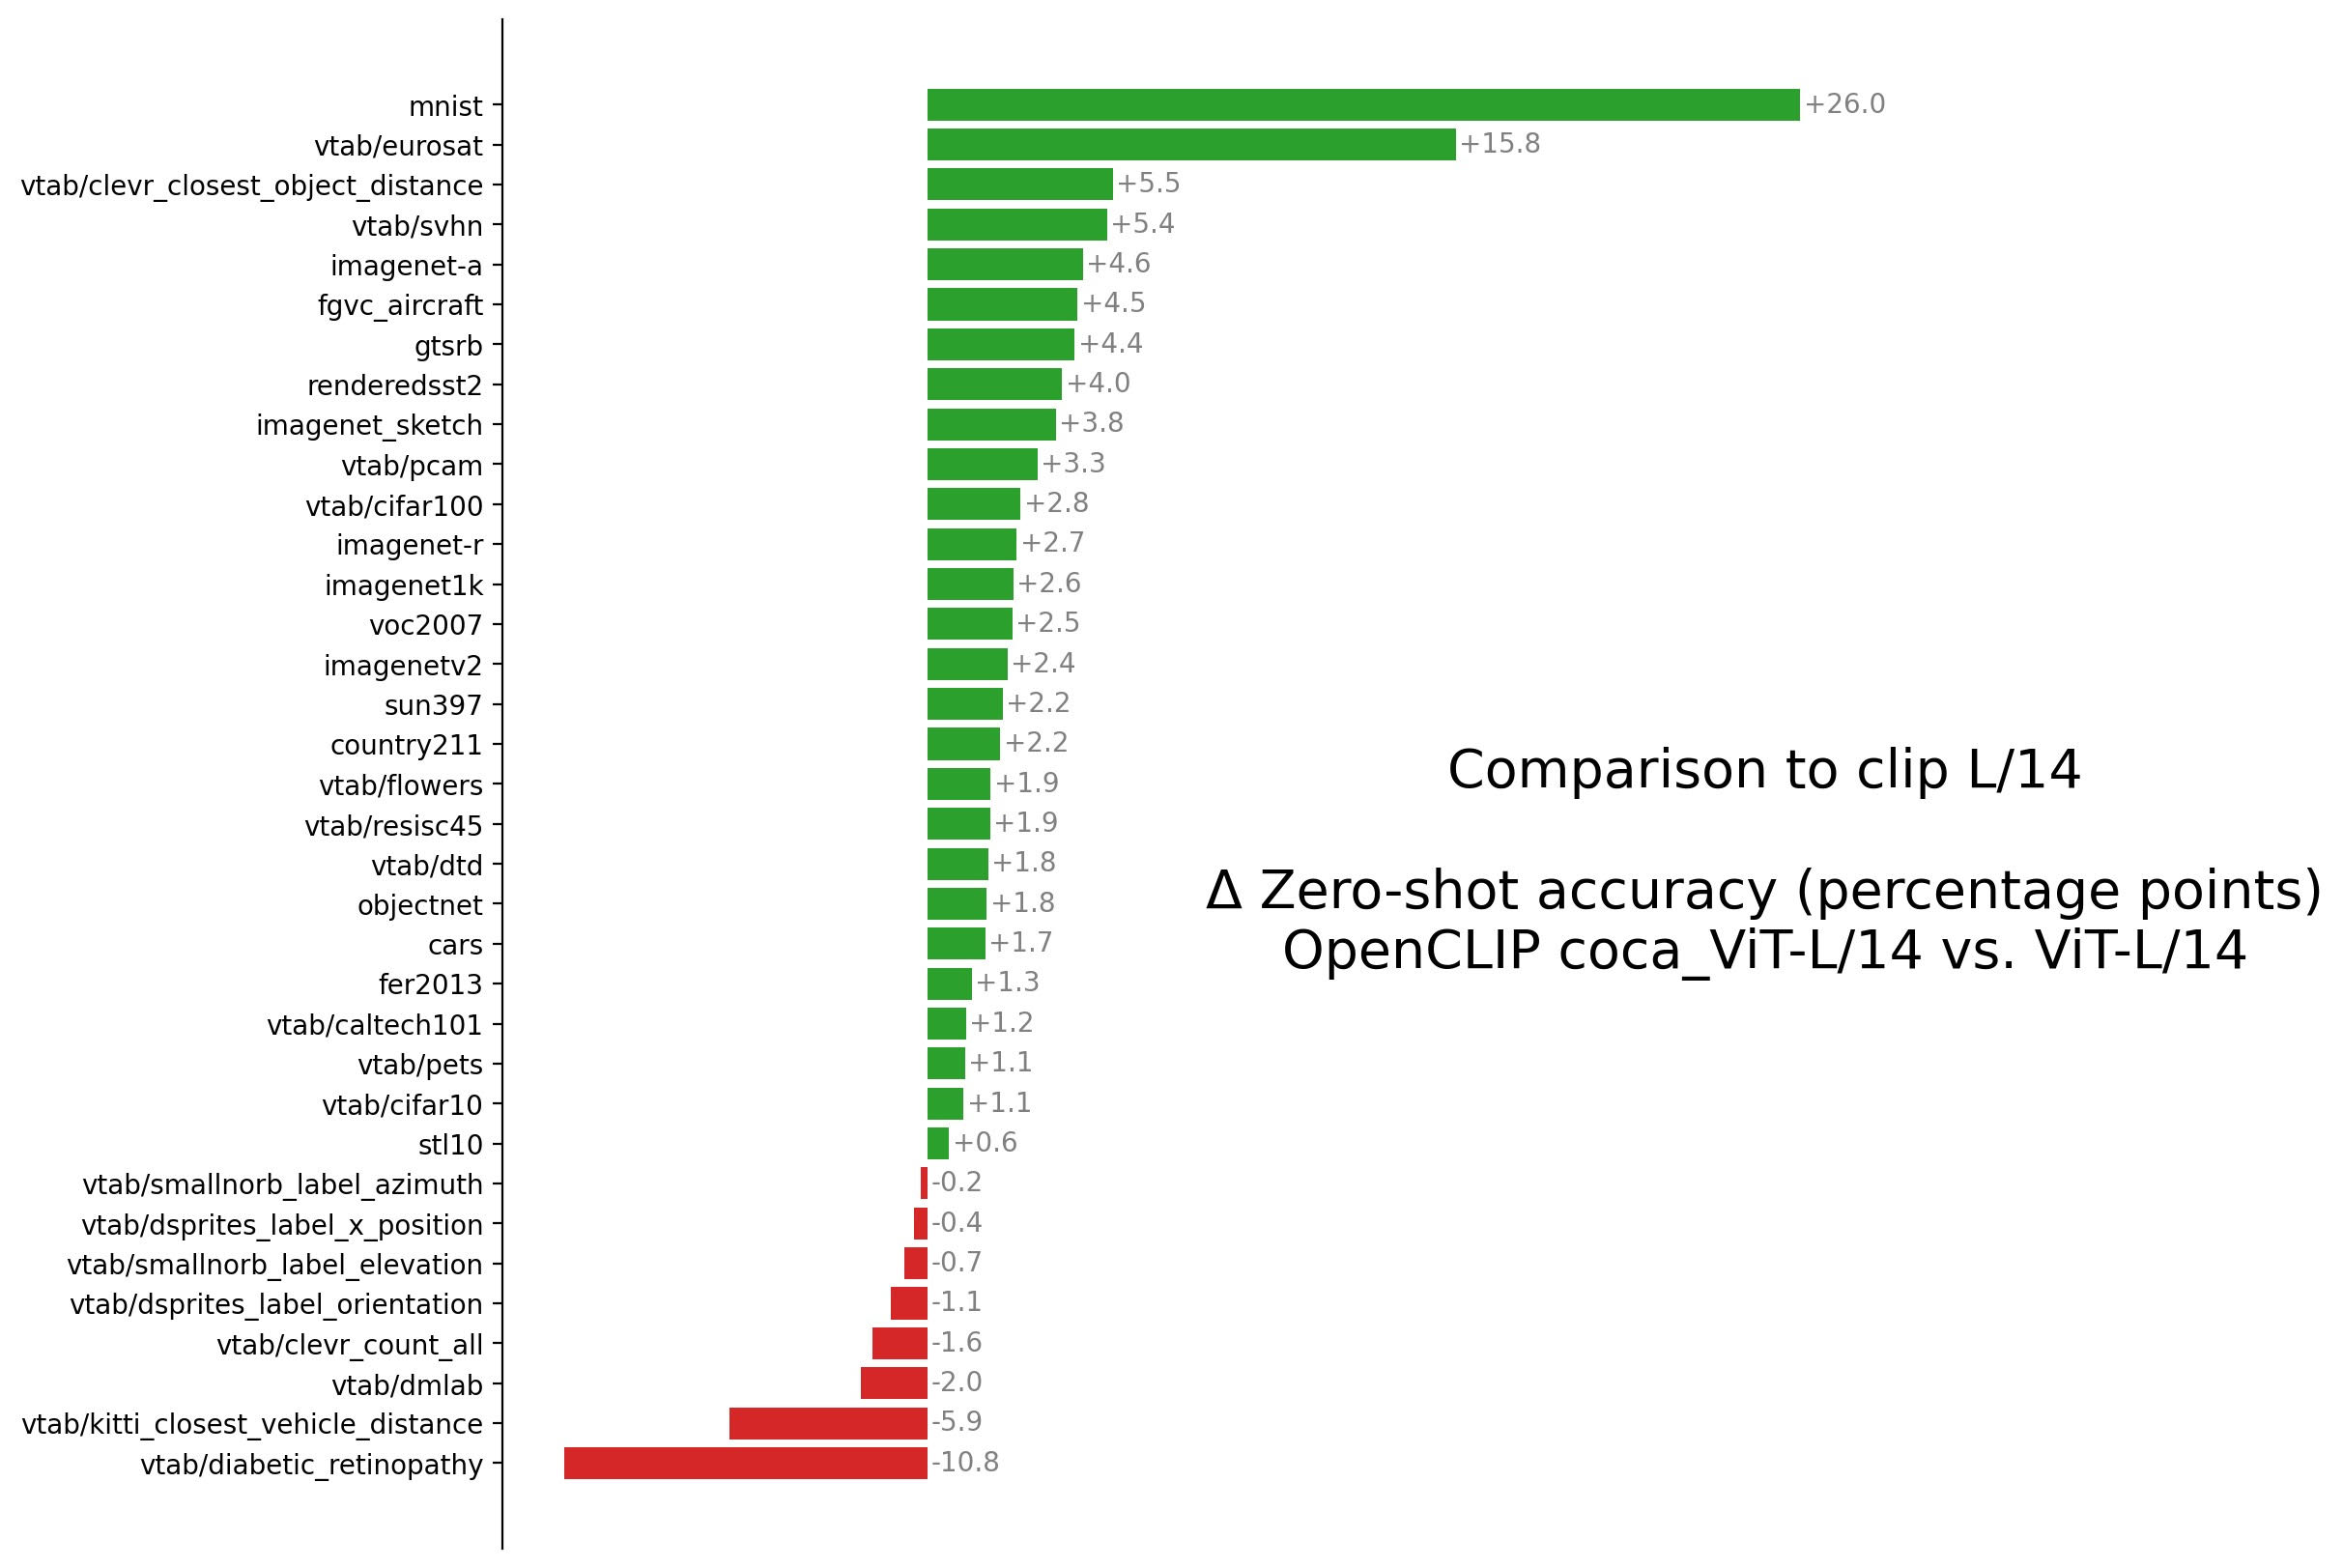 mnist +26.0
vtab/eurosat +15.8
vtab/clevr_closest_object_distance +5.5
vtab/svhn +5.4
imagenet-a +4.6
fgvc_aircraft +4.5
gtsrb +4.4
renderedsst2 +4.0
imagenet_sketch +3.8
vtab/pcam +3.3
vtab/cifar100 +2.8
imagenet-r +2.7
imagenet1k +2.6
voc2007 +2.5
imagenetv2 +2.4
sun397 +2.2
country211 +2.2
vtab/flowers +1.9
vtab/resisc45 +1.9
vtab/dtd +1.8
objectnet +1.8
cars +1.7
fer2013 +1.3
vtab/caltech101 +1.2
vtab/pets +1.1
vtab/cifar10 +1.1
stl10 +0.6
vtab/smallnorb_label_azimuth -0.2
vtab/dsprites_label_x_position -0.4
vtab/smallnorb_label_elevation -0.7
vtab/dsprites_label_orientation -1.1
vtab/clevr_count_all -1.6
vtab/dmlab -2.0
vtab/kitti_closest_vehicle_distance -5.9
vtab/diabetic_retinopathy -10.8
Comparison to clip L/14
Δ Zero-shot accuracy (percentage points)
OpenCLIP coca_ViT-L/14 vs. ViT-L/14